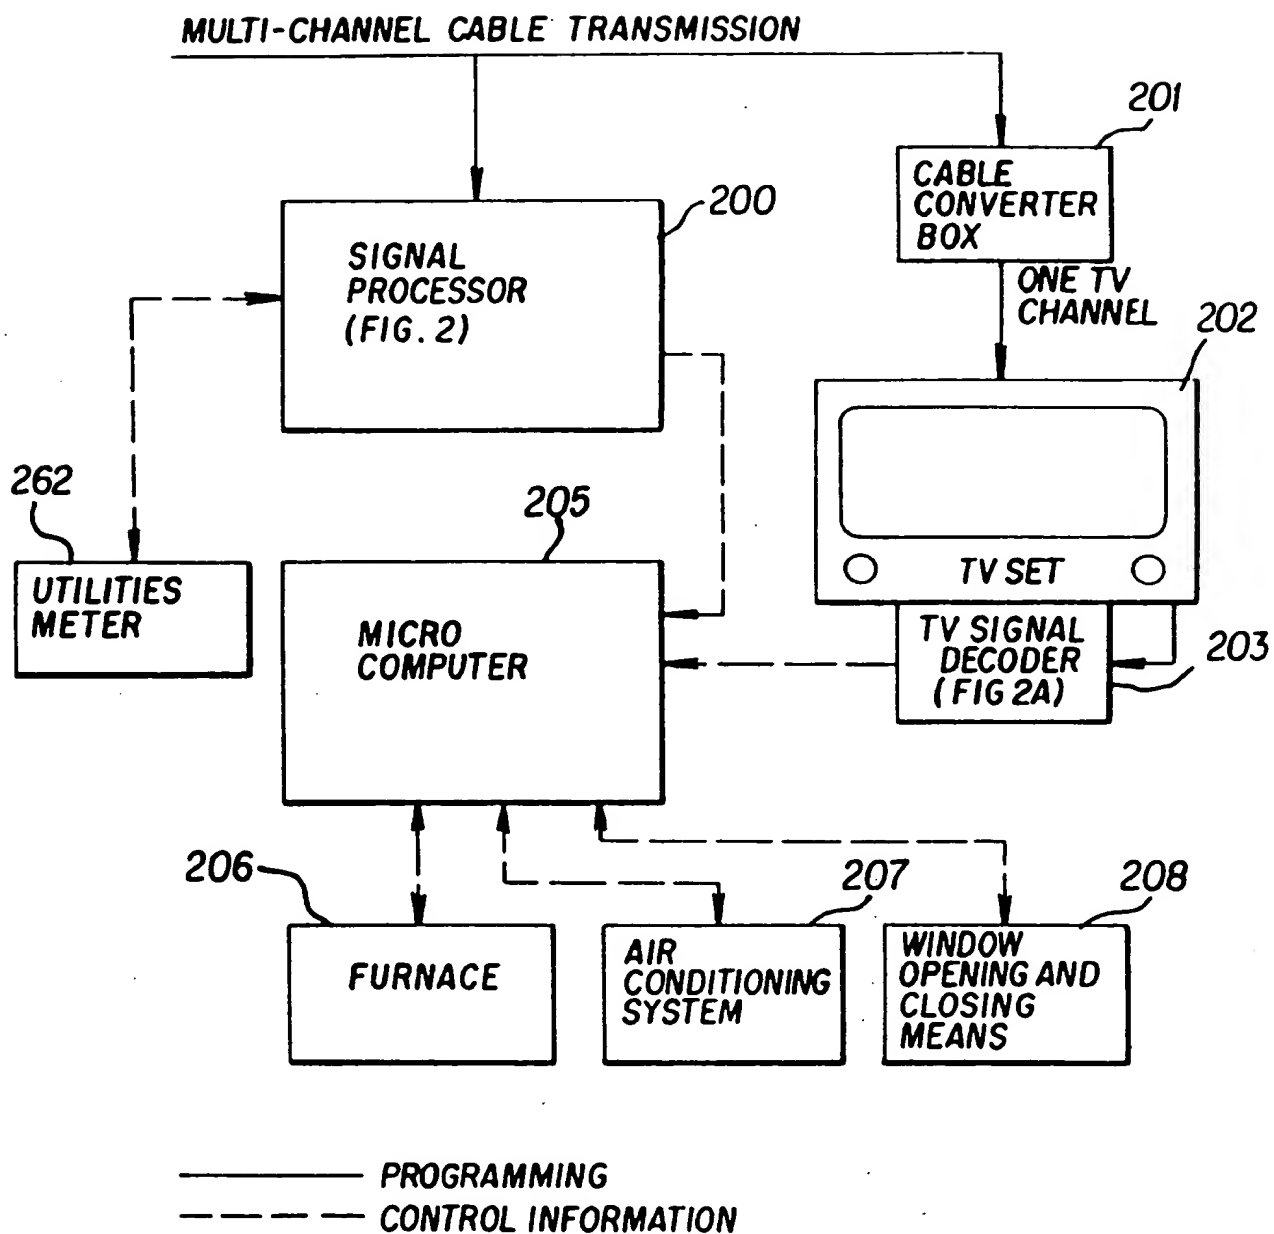 MULTI-CHANNEL CABLE TRANSMISSION
201
CABLE
CONVERTER
BOX
200
SIGNAL
PROCESSOR
(FIG. 2)
ONE TV
CHANNEL
202
262
UTILITIES
METER
205
MICRO
COMPUTER
TV SET
TV SIGNAL
DECODER
(FIG 2A)
203
206
FURNACE
207
AIR
CONDITIONING
SYSTEM
208
WINDOW
OPENING AND
CLOSING
MEANS
PROGRAMMING
CONTROL INFORMATION